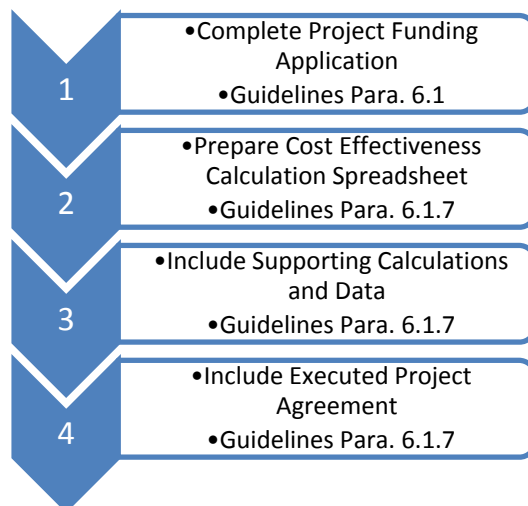 1
•Complete Project Funding
Application
•Guidelines Para. 6.1
2
•Prepare Cost Effectiveness
Calculation Spreadsheet
•Guidelines Para. 6.1.7
3
•Include Supporting Calculations
and Data
•Guidelines Para. 6.1.7
4
•Include Executed Project
Agreement
•Guidelines Para. 6.1.7